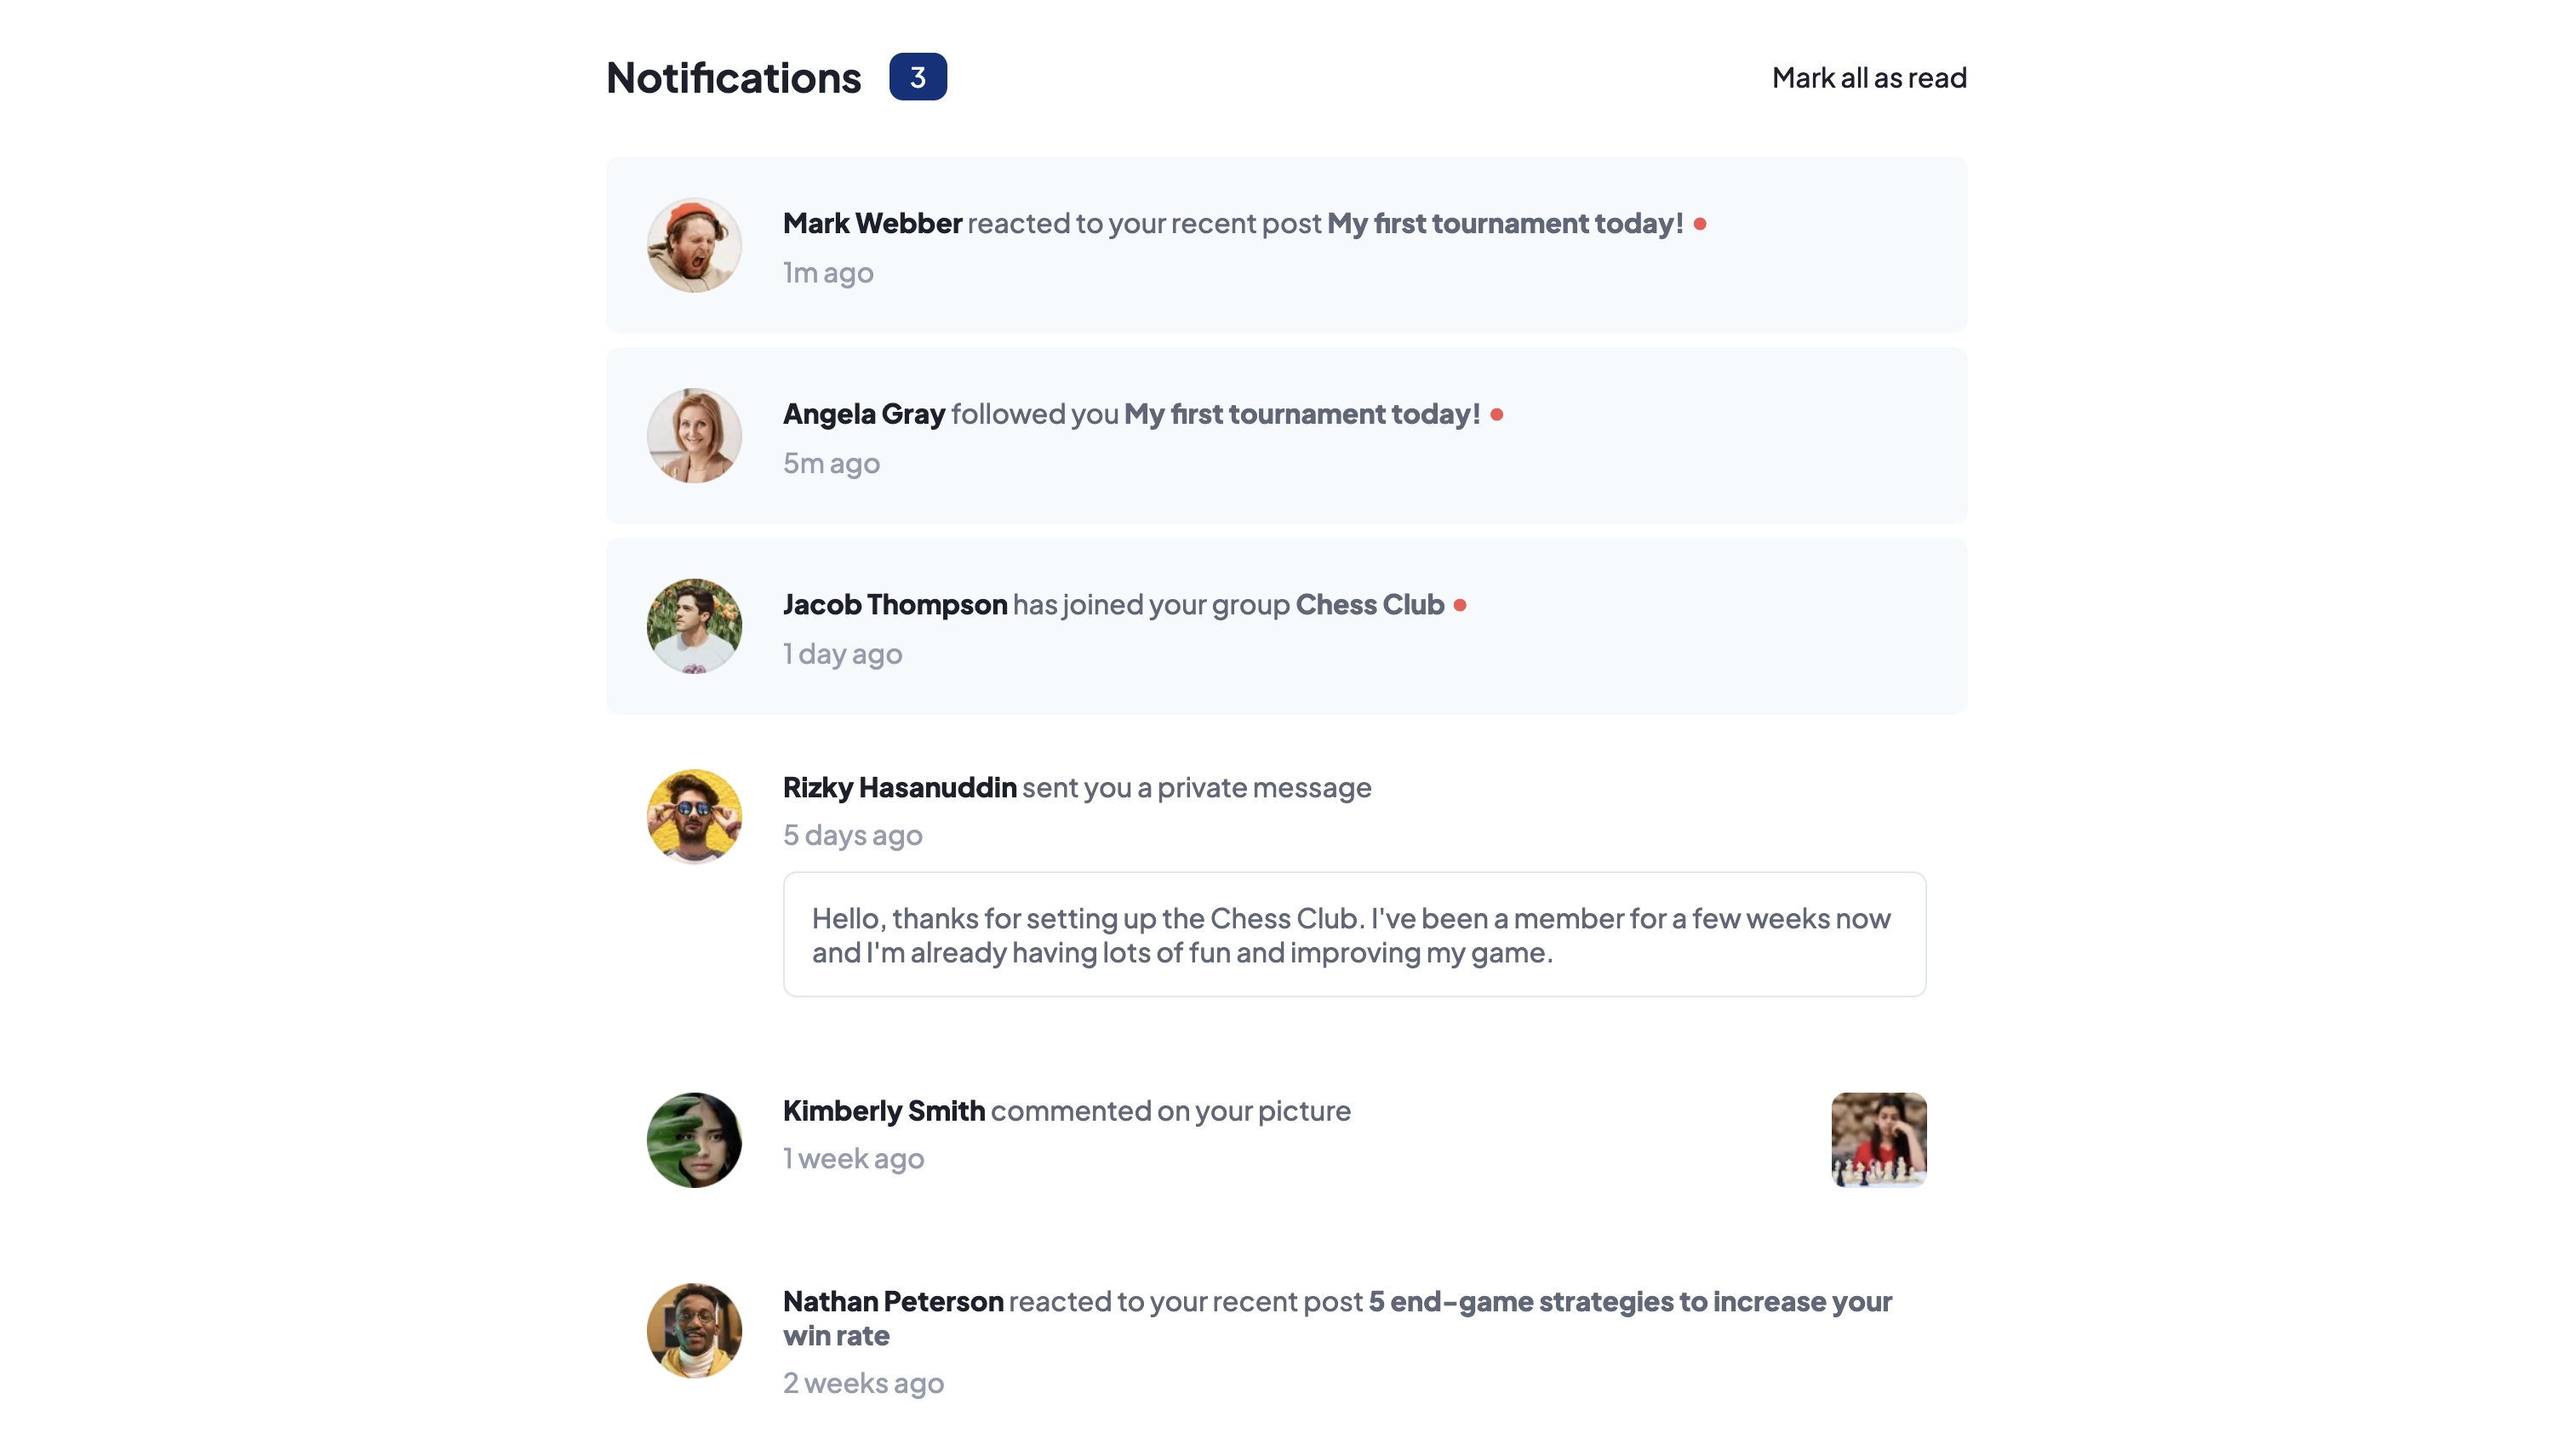 Notifications 3 Mark all as read
Mark Webber reacted to your recent post My first tournament today!
1m ago
Angela Gray followed you My first tournament today!
5m ago
Jacob Thompson has joined your group Chess Club
1 day ago
Rizky Hasanuddin sent you a private message
5 days ago
Hello, thanks for setting up the Chess Club. I've been a member for a few weeks now
and I'm already having lots of fun and improving my game.
Kimberly Smith commented on your picture
1 week ago
Nathan Peterson reacted to your recent post 5 end-game strategies to increase your
win rate
2 weeks ago